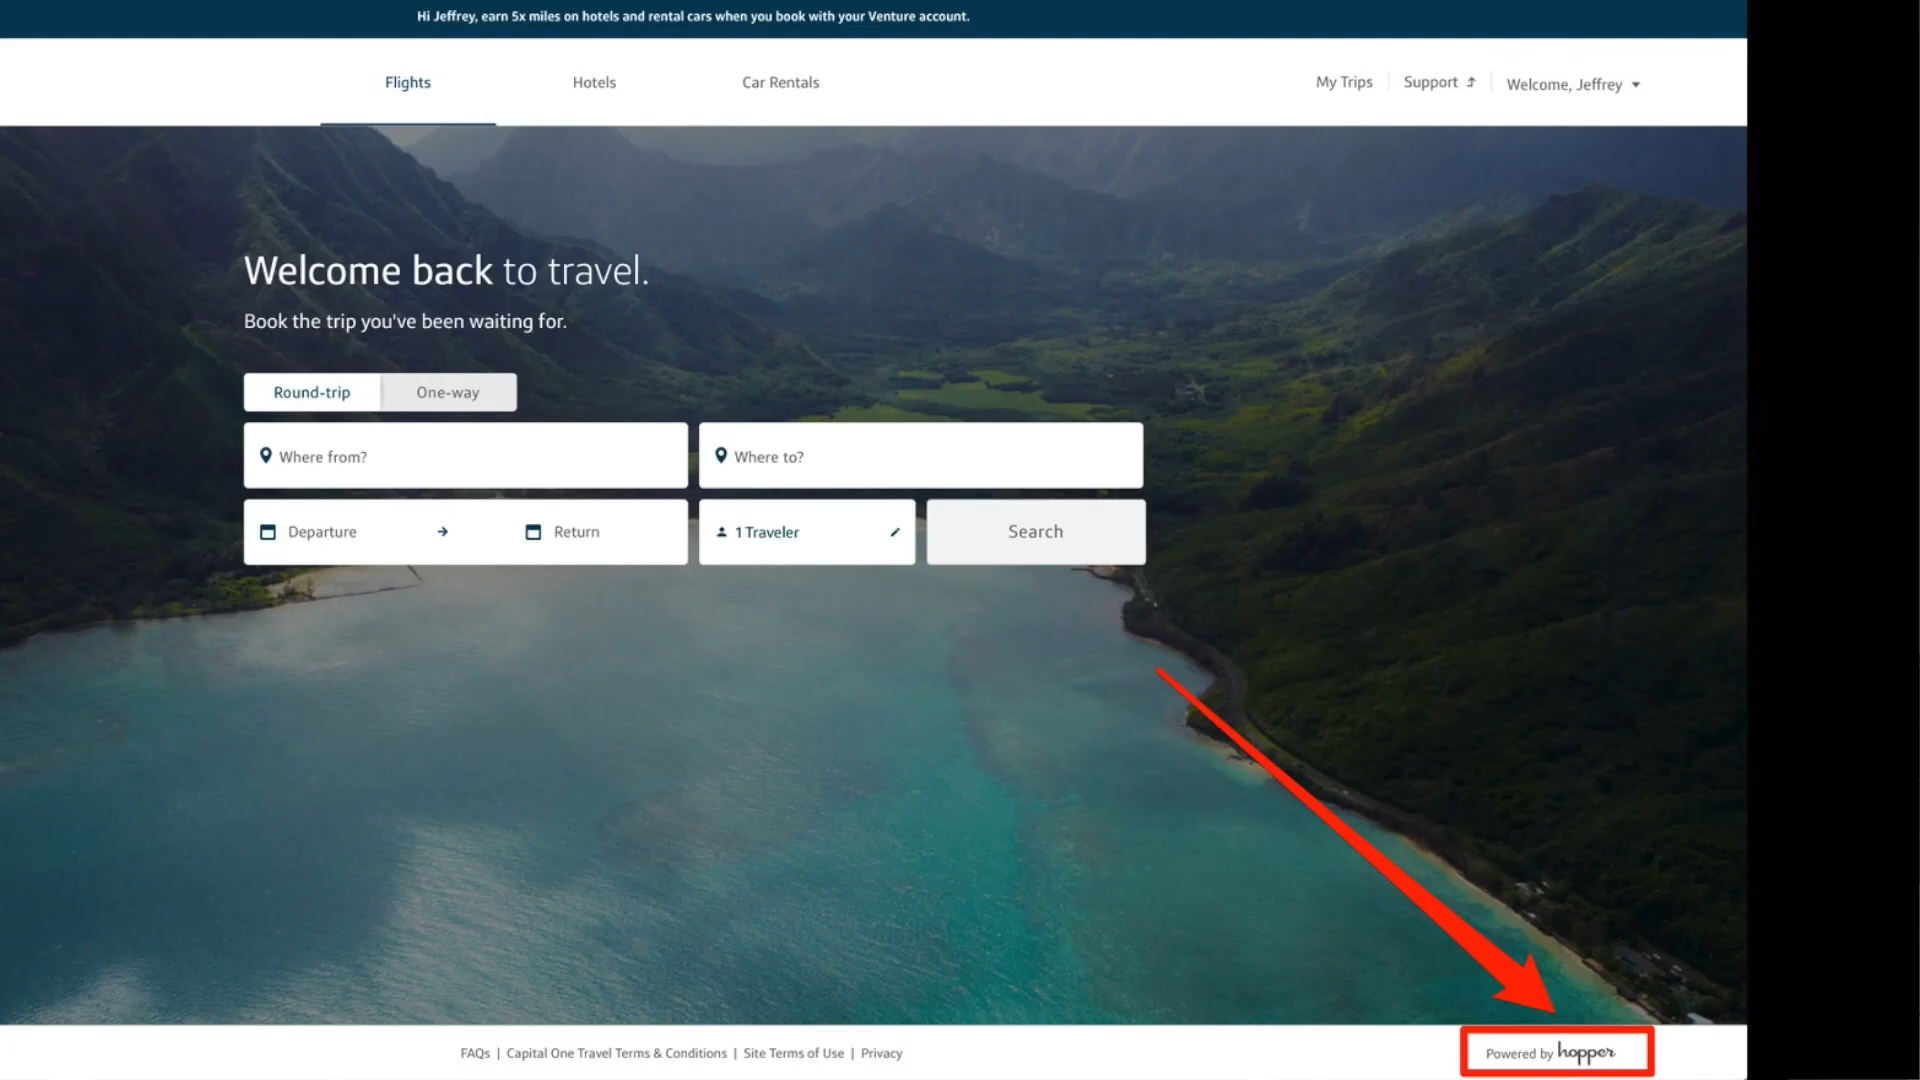 Hi Jeffrey, earn 5x miles on hotels and rental cars when you book with your Venture account.
Flights
Hotels
Car Rentals
My Trips
Support
Welcome, Jeffrey
Welcome back to travel.
Book the trip you've been waiting for.
Round-trip
One-way
Where from?
Where to?
Departure
Return
1 Traveler
Search
FAQs | Capital One Travel Terms & Conditions | Site Terms of Use | Privacy
Powered by hopper